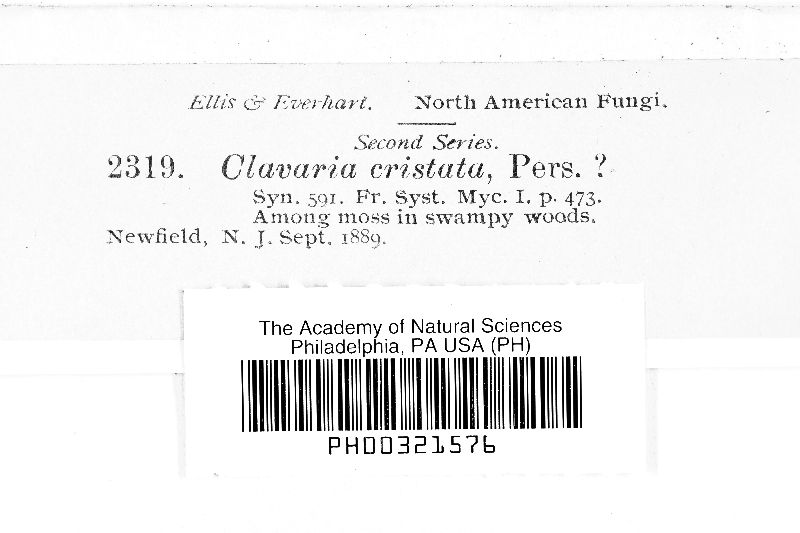 Ellis & Everhart. North American Fungi.
Second Series.
2319. Clavaria cristata, Pers. ?
Syn. 591. Fr. Syst. Myc. I. p. 473.
Among moss in swampy woods.
Newfield, N. J. Sept. 1889.
The Academy of Natural Sciences
Philadelphia, PA USA (PH)
PH00321576